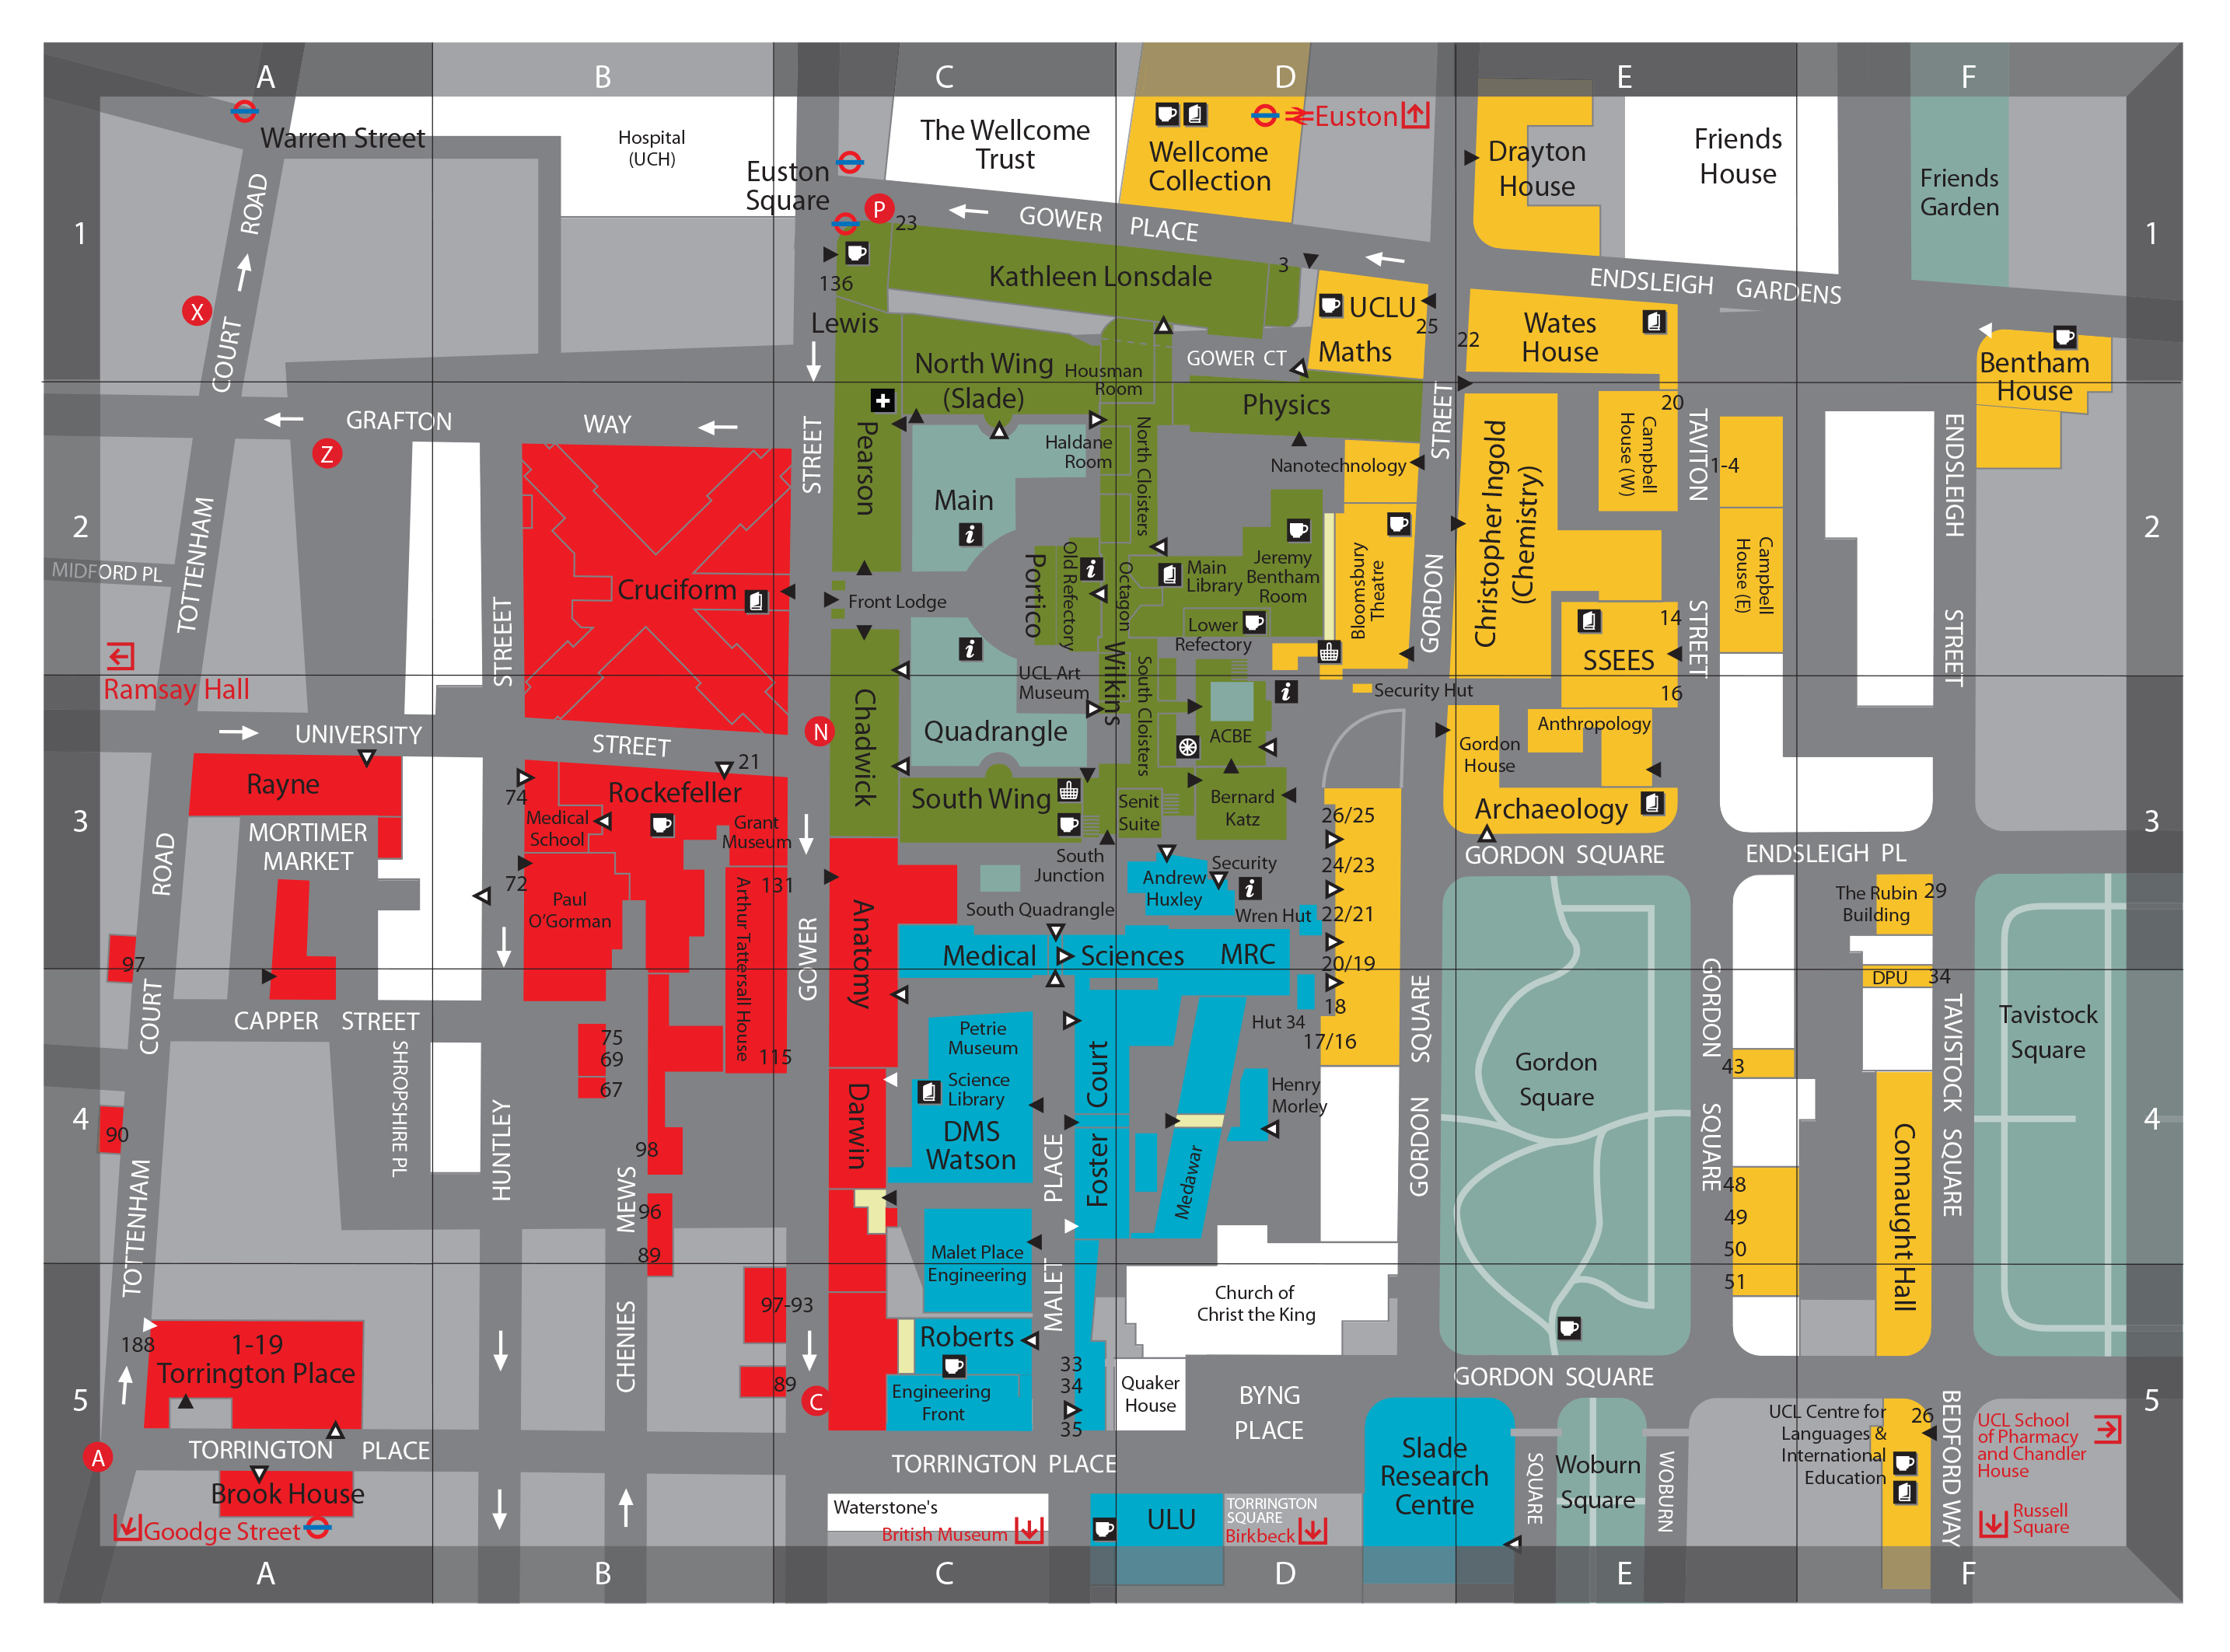 A
B
C
D
E
F
1
2
3
4
5
1
2
3
4
5
A
B
C
D
E
F
Warren Street
Hospital
(UCH)
Euston
Square
The Wellcome
Trust
Wellcome
Collection
Euston
Drayton
House
Friends
House
Friends
Garden
P
23
GOWER PLACE
136
Kathleen Lonsdale
3
UCLU
25
Maths
22
Wates
House
ENDSLEIGH GARDENS
Bentham
House
X
TOTTENHAM COURT ROAD
Lewis
North Wing
(Slade)
Housman
Room
GOWER CT
Physics
GRAFTON WAY
Z
STREET
Pearson
Main
Haldane
Room
North Cloisters
Nanotechnology
STREET
Christopher Ingold
(Chemistry)
20
Campbell
House (W)
TAVITON
STREET
1-4
Campbell
House (E)
ENDSLEIGH
STREET
MIDFORD PL
Ramsay Hall
STREEET
Cruciform
Front Lodge
Portico
Old Refectory
Octagon
Main
Library
Jeremy
Bentham
Room
Lower
Refectory
Bloomsbury
Theatre
GORDON
14
SSEES
16
UCL Art
Museum
Wilkins
South Cloisters
Security Hut
UNIVERSITY STREET
N
Chadwick
Quadrangle
ACBE
Gordon
House
Anthropology
Rayne
MORTIMER
MARKET
21
74
Rockefeller
Medical
School
Grant
Museum
South Wing
Senit
Suite
Bernard
Katz
26/25
Archaeology
GORDON SQUARE
ENDSLEIGH PL
72
Paul
O'Gorman
Arthur Tattersall House
131
115
GOWER
Anatomy
South
Junction
Andrew
Huxley
Security
24/23
South Quadrangle
Wren Hut
22/21
Medical Sciences
MRC
20/19
18
Hut 34
17/16
The Rubin
Building
29
DPU
34
ROAD
COURT
97
CAPPER STREET
SHROPSHIRE PL
HUNTLEY
75
69
67
98
MEWS
96
89
90
TOTTENHAM
Darwin
Petrie
Museum
Science
Library
DMS
Watson
PLACE
Foster Court
Medawar
Henry
Morley
GORDON SQUARE
Gordon
Square
GORDON
SQUARE
43
48
49
50
51
Connaught Hall
TAVISTOCK SQUARE
Tavistock
Square
Malet Place
Engineering
MALET
Church of
Christ the King
188
1-19
Torrington Place
CHENIES
97-93
89
C
Roberts
Engineering
Front
33
34
35
Quaker
House
BYNG
PLACE
GORDON SQUARE
A
TORRINGTON PLACE
TORRINGTON PLACE
Brook House
Goodge Street
Waterstone's
British Museum
ULU
TORRINGTON
SQUARE
Birkbeck
Slade
Research
Centre
SQUARE
Woburn
Square
WOBURN
UCL Centre for
Languages &
International
Education
26
BEDFORD WAY
UCL School
of Pharmacy
and Chandler
House
Russell
Square